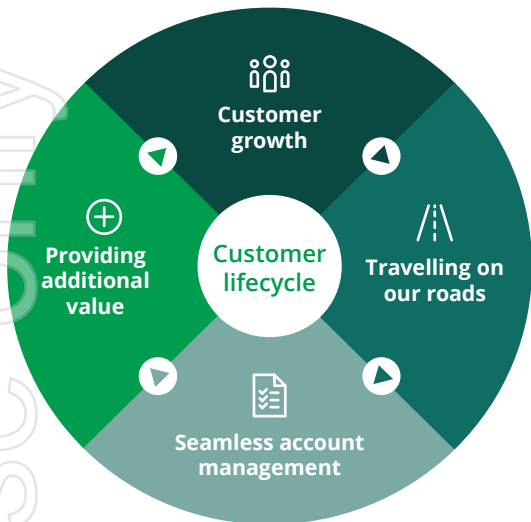 Customer
growth
Travelling on
our roads
Seamless account
management
Providing
additional
value
Customer
lifecycle